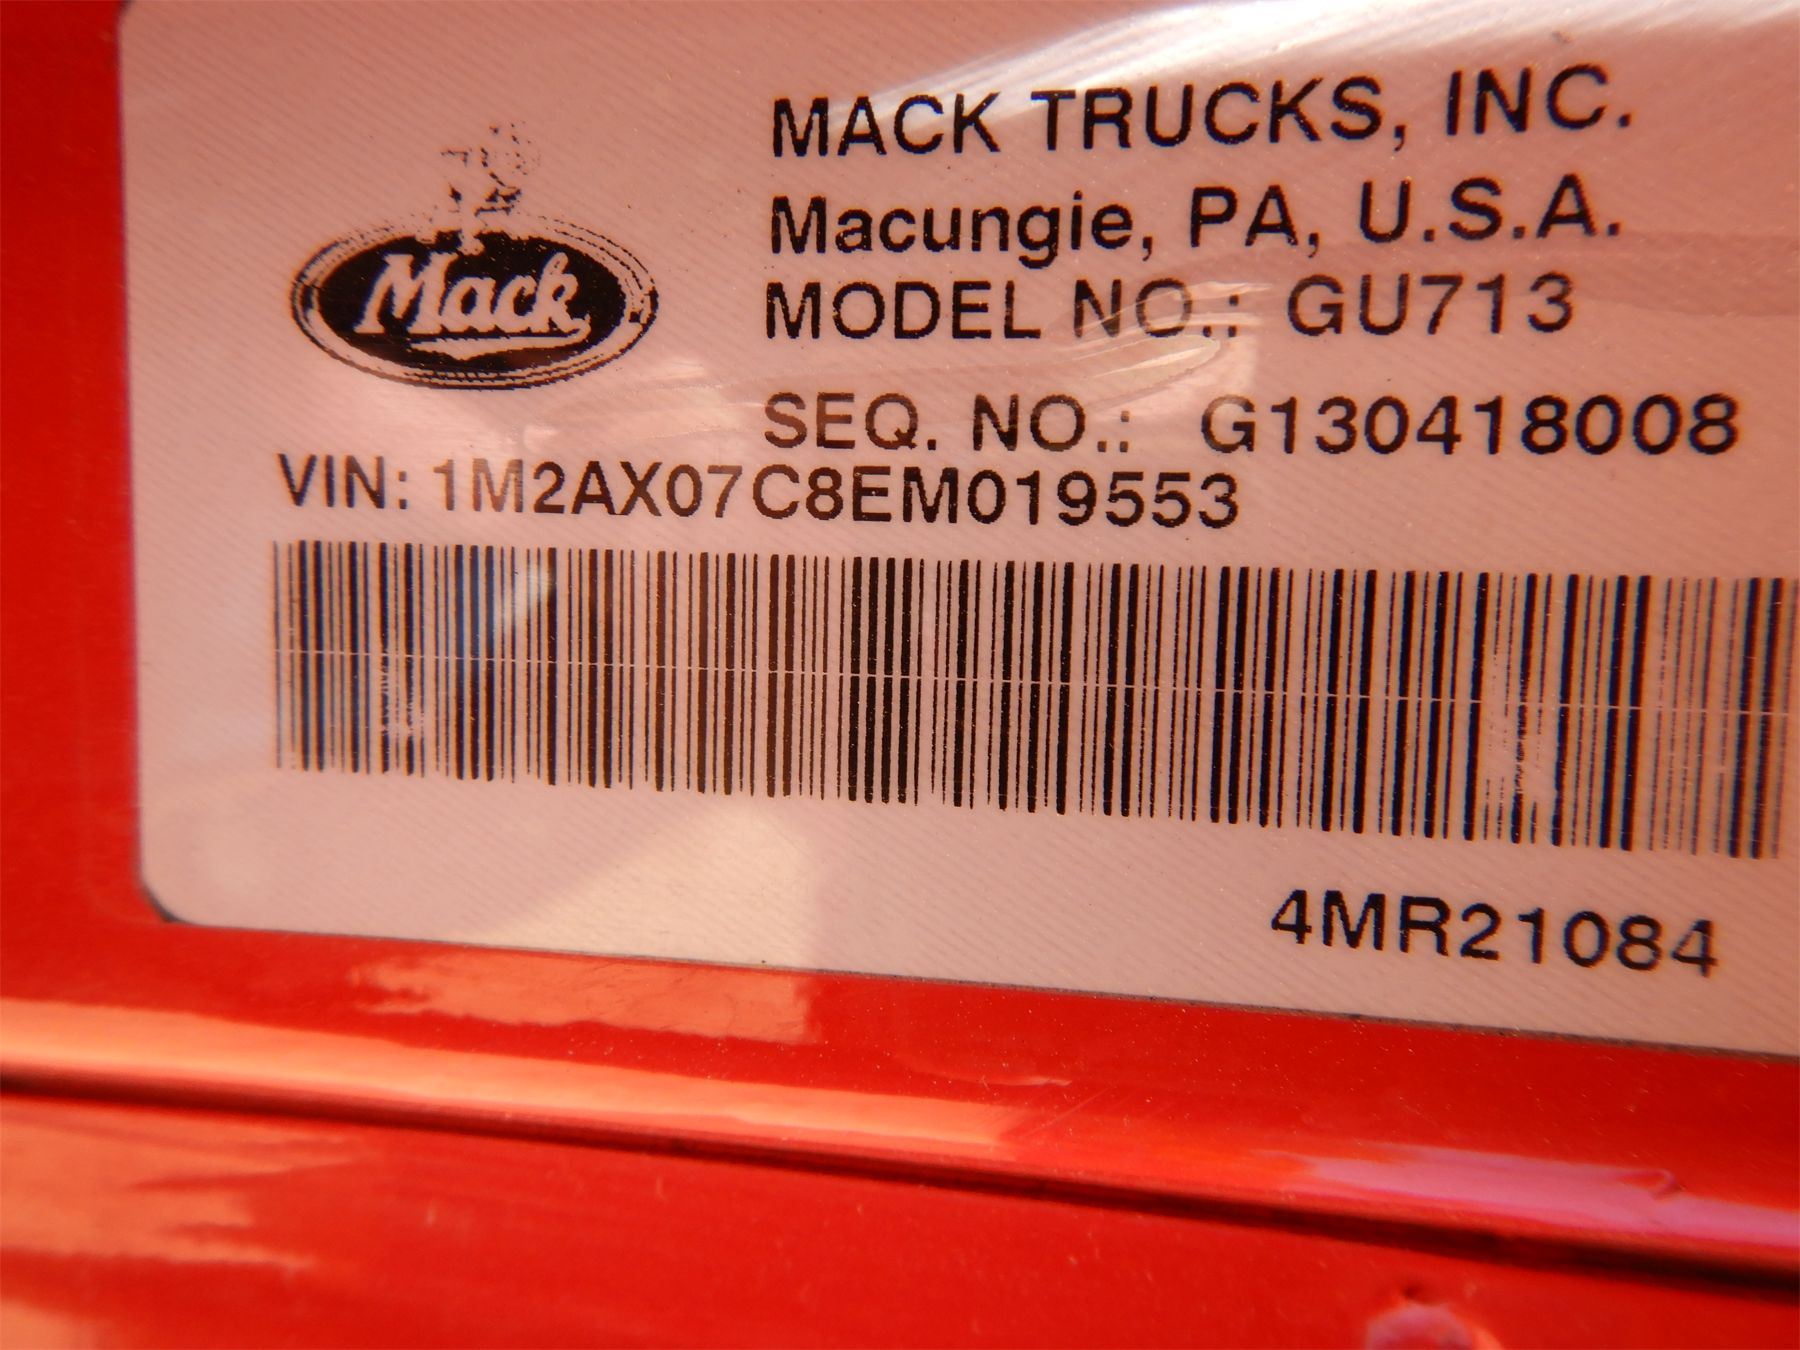 MACK TRUCKS, INC.
Macungie, PA, U.S.A.
Mack
MODEL NO.: GU713
SEQ. NO.: G130418008
VIN: 1M2AX07C8EM019553
4MR21084